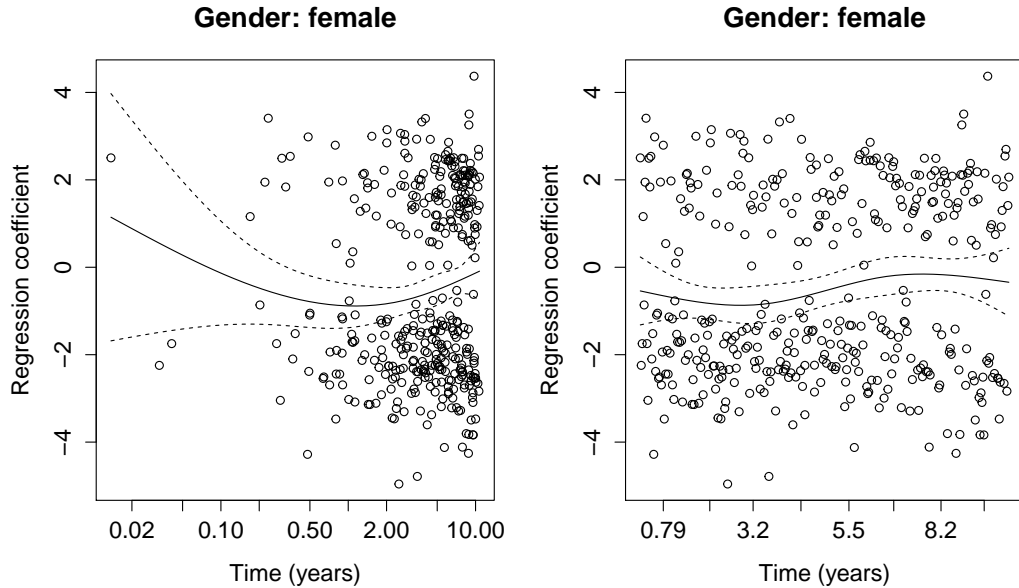 Gender: female
Regression coefficient
4
2
0
−2
−4
0.02 0.10 0.50 2.00 10.00
Time (years)
Gender: female
Regression coefficient
4
2
0
−2
−4
0.79 3.2 5.5 8.2
Time (years)